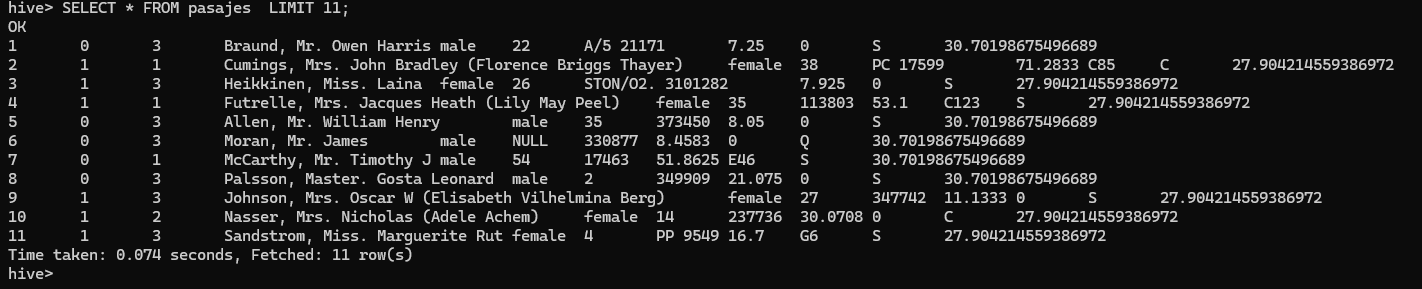 hive> SELECT * FROM pasajes  LIMIT 11;
OK
1	0	3	Braund, Mr. Owen Harris	male	22	A/5 21171	7.25	0	S	30.70198675496689
2	1	1	Cumings, Mrs. John Bradley (Florence Briggs Thayer)	female	38	PC 17599	71.2833	C85	C	27.904214559386972
3	1	3	Heikkinen, Miss. Laina	female	26	STON/O2. 3101282	7.925	0	S	27.904214559386972
4	1	1	Futrelle, Mrs. Jacques Heath (Lily May Peel)	female	35	113803	53.1	C123	S	27.904214559386972
5	0	3	Allen, Mr. William Henry	male	35	373450	8.05	0	S	30.70198675496689
6	0	3	Moran, Mr. James	male	NULL	330877	8.4583	0	Q	30.70198675496689
7	0	1	McCarthy, Mr. Timothy J	male	54	17463	51.8625	E46	S	30.70198675496689
8	0	3	Palsson, Master. Gosta Leonard	male	2	349909	21.075	0	S	30.70198675496689
9	1	3	Johnson, Mrs. Oscar W (Elisabeth Vilhelmina Berg)	female	27	347742	11.1333	0	S	27.904214559386972
10	1	2	Nasser, Mrs. Nicholas (Adele Achem)	female	14	237736	30.0708	0	C	27.904214559386972
11	1	3	Sandstrom, Miss. Marguerite Rut	female	4	PP 9549	16.7	G6	S	27.904214559386972
Time taken: 0.074 seconds, Fetched: 11 row(s)
hive>